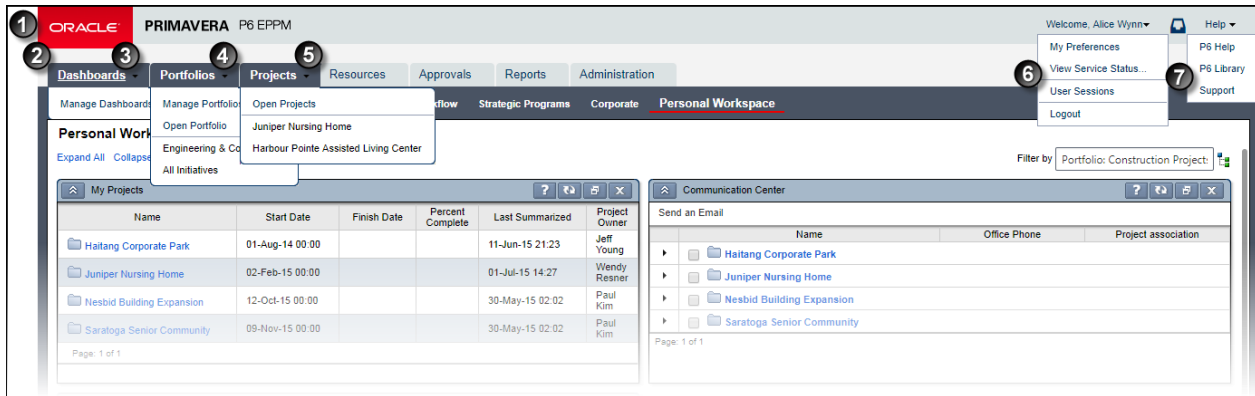 1 ORACLE PRIMAVERA P6 EPPM Welcome, Alice Wynn Help
2 3 4 5
Dashboards Portfolios Projects Resources Approvals Reports Administration
Manage Dashboards Strategic Programs Corporate Personal Workspace
Manage Portfolios
Open Portfolio
Engineering &
All Initiatives
Open Projects
Juniper Nursing Home
Harbour Pointe Assisted Living Center
6
My Preferences
View Service Status...
User Sessions
Logout
7
P6 Help
P6 Library
Support
Personal
Expand All
Filter by Portfolio: Construction Project
My Projects ?
Name Start Date Finish Date Percent Complete Last Summarized Project Owner
Haitang Corporate Park 01-Aug-14 00:00 11-Jun-15 21:23 Jeff Young
Juniper Nursing Home 02-Feb-15 00:00 01-Jul-15 14:27 Wendy Resner
Nesbid Building Expansion 12-Oct-15 00:00 30-May-15 02:02 Paul Kim
Saratoga Senior Community 09-Nov-15 00:00 30-May-15 02:02 Paul Kim
Page: 1 of 1
Communication Center ?
Send an Email
Name Office Phone Project association
Haitang Corporate Park
Juniper Nursing Home
Nesbid Building Expansion
Saratoga Senior Community
Page: 1 of 1